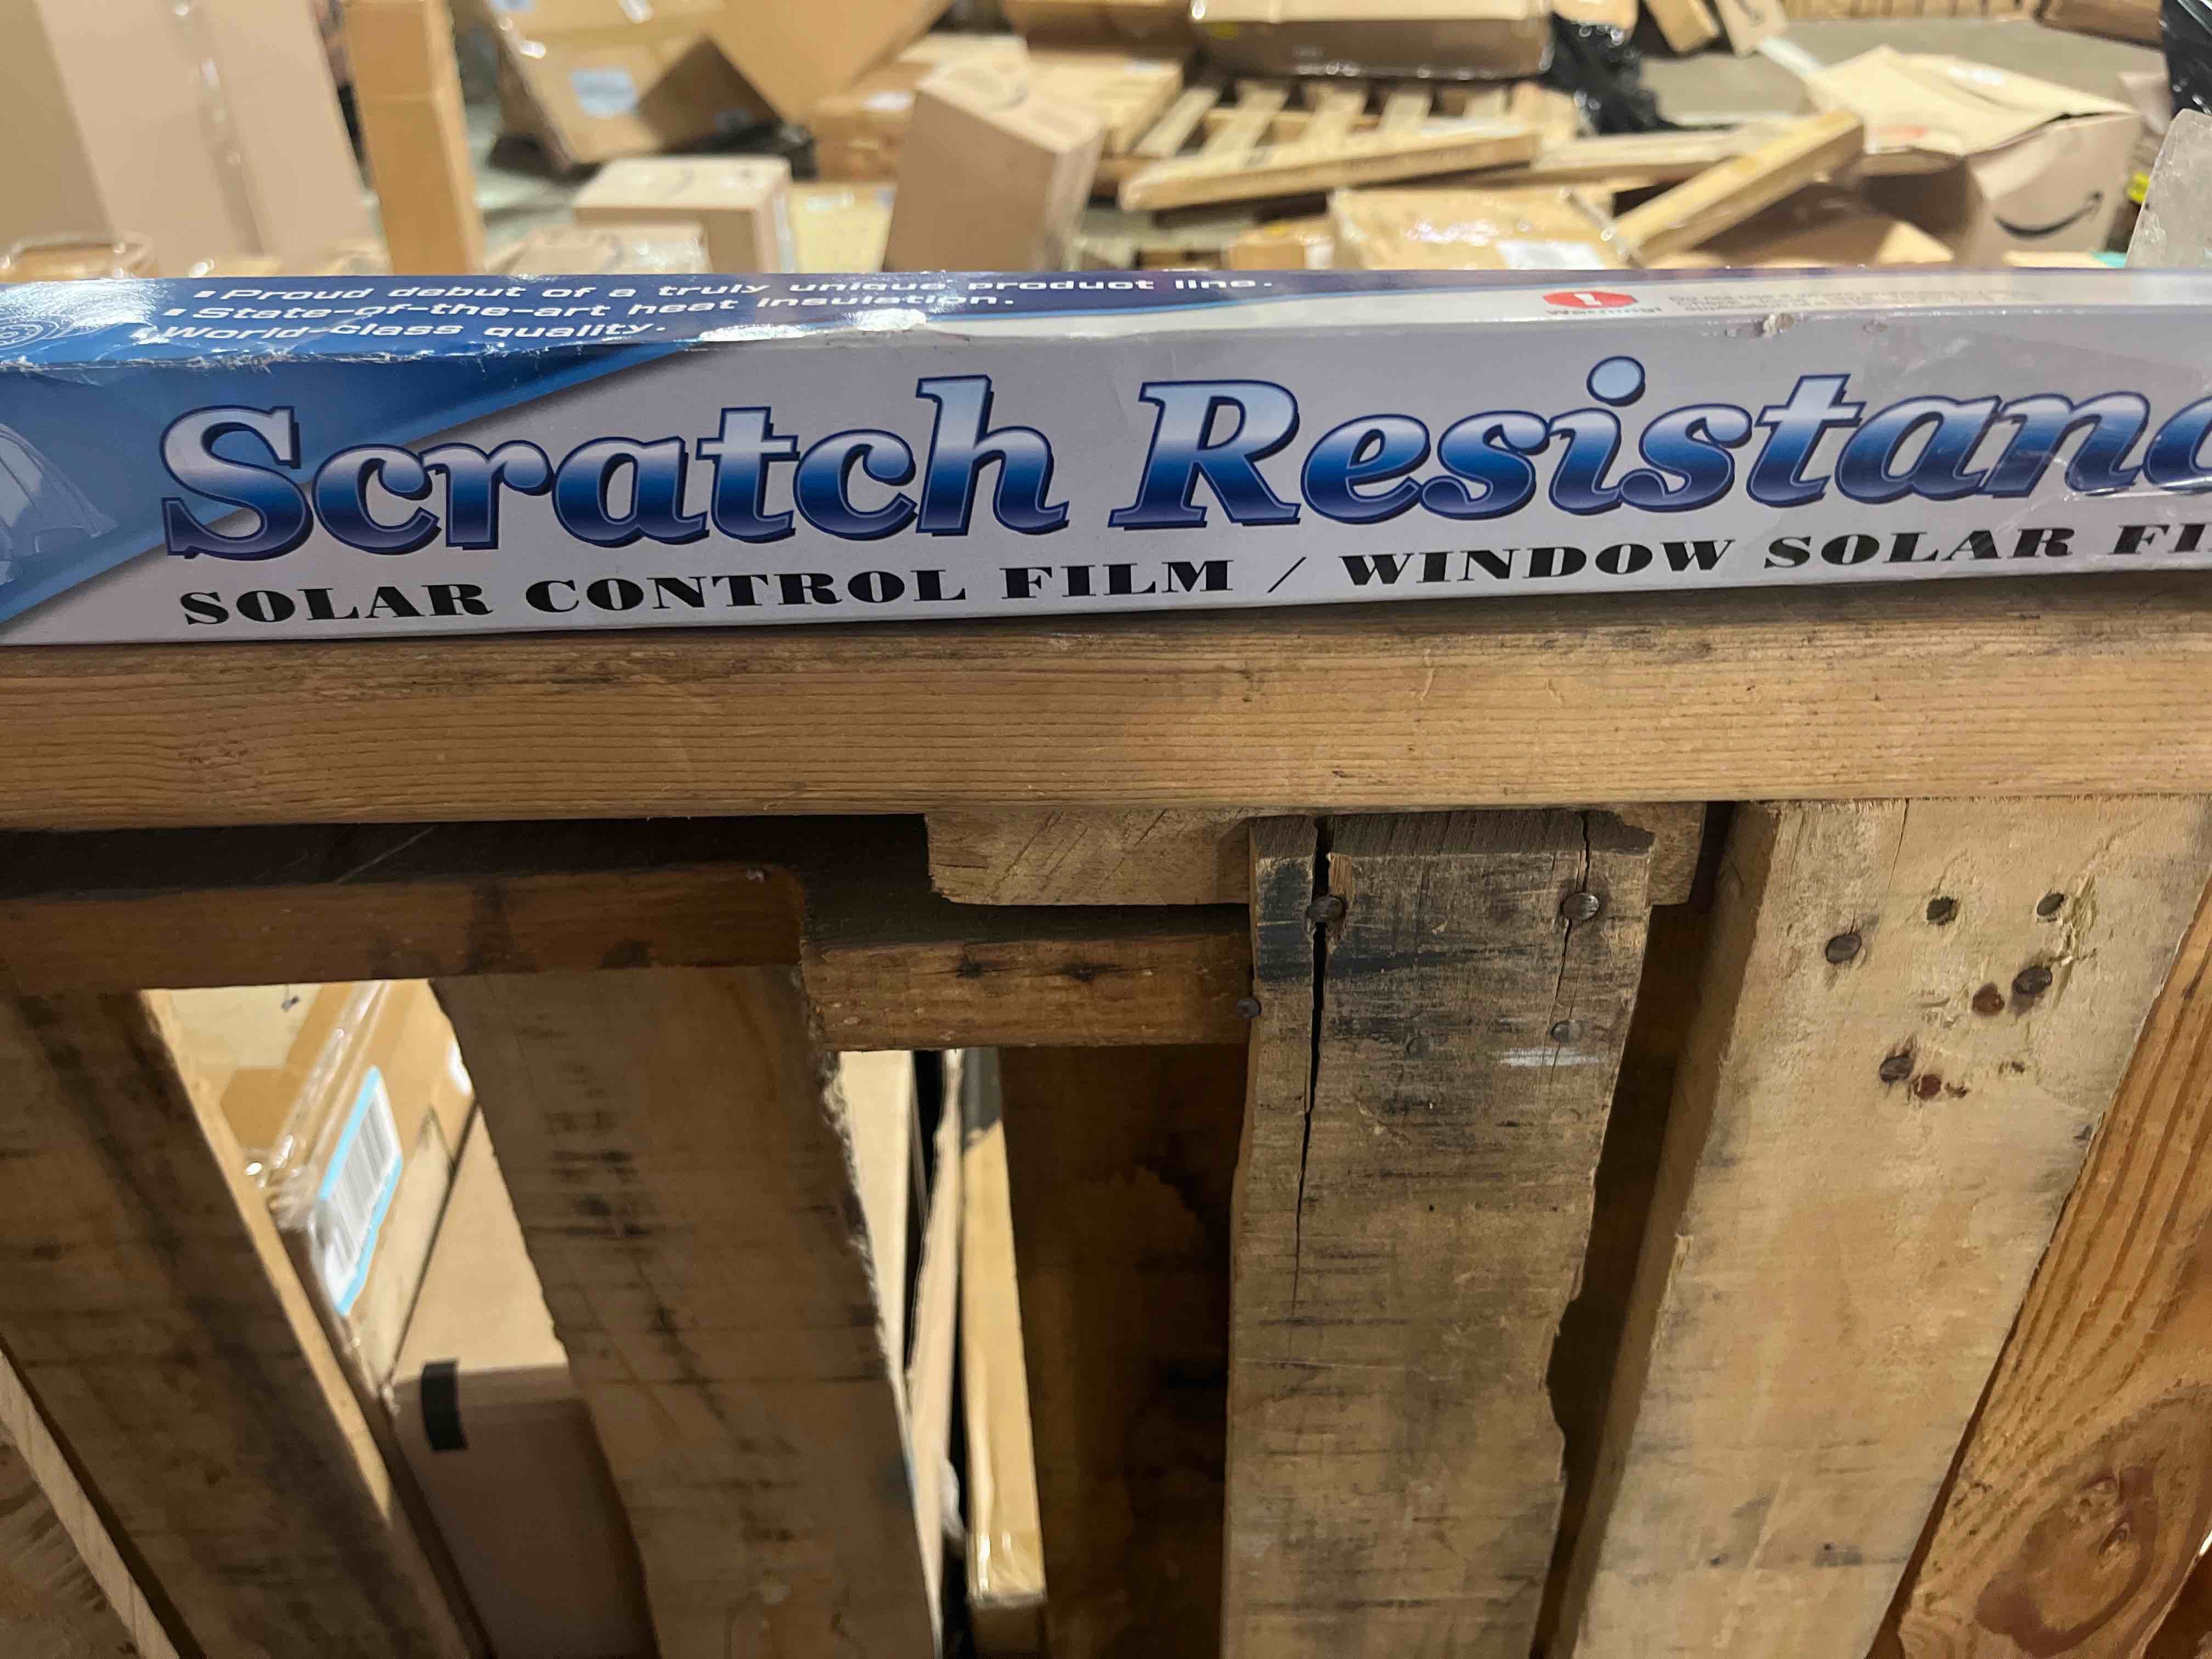 ▪ Proud debut of a truly unique product line.
▪ State-of-the-art heat insulation.
▪ World-class quality.
Warning!
Scratch Resistanc
SOLAR CONTROL FILM / WINDOW SOLAR FI